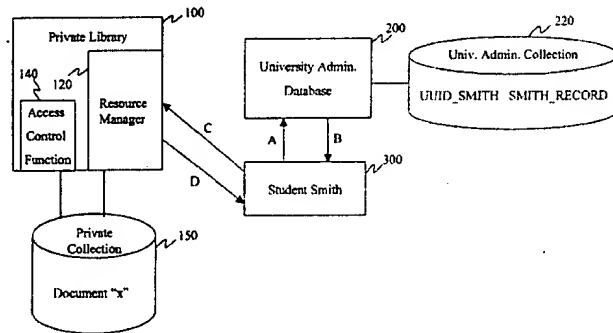 100
Private Library
140
120
Access
Control
Function
Resource
Manager
200
University Admin.
Database
220
Univ. Admin. Collection
UUID_SMITH SMITH_RECORD
A
B
C
D
300
Student Smith
Private
Collection
150
Document "x"